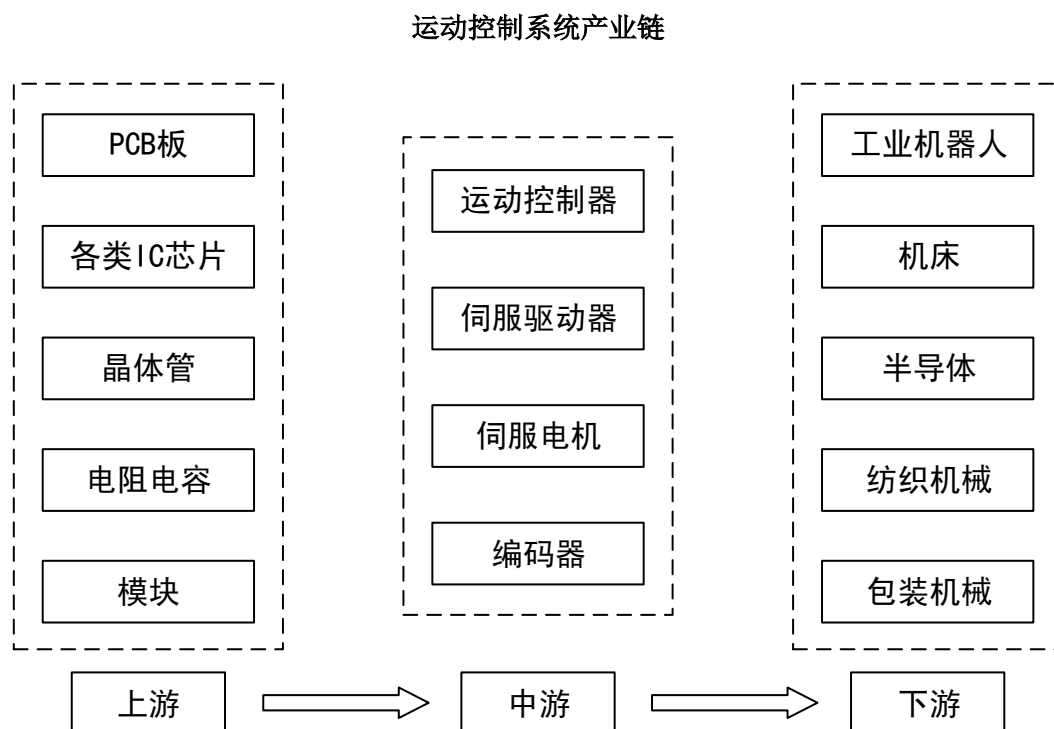 运动控制系统产业链
PCB板
各类IC芯片
晶体管
电阻电容
模块
上游
运动控制器
伺服驱动器
伺服电机
编码器
中游
工业机器人
机床
半导体
纺织机械
包装机械
下游